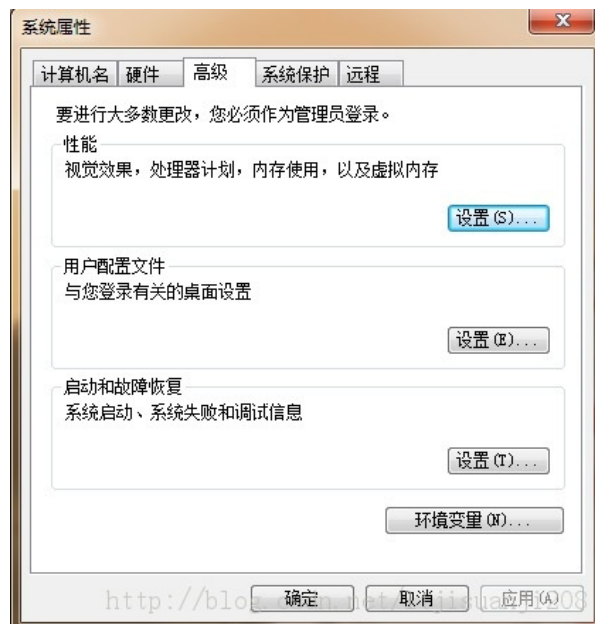 系统属性
计算机名 硬件 高级 系统保护 远程
要进行大多数更改，您必须作为管理员登录。
性能
视觉效果，处理器计划，内存使用，以及虚拟内存
设置(S)...
用户配置文件
与您登录有关的桌面设置
设置(E)...
启动和故障恢复
系统启动、系统失败和调试信息
设置(T)...
环境变量(N)...
确定 取消 应用(A)
http://blog.